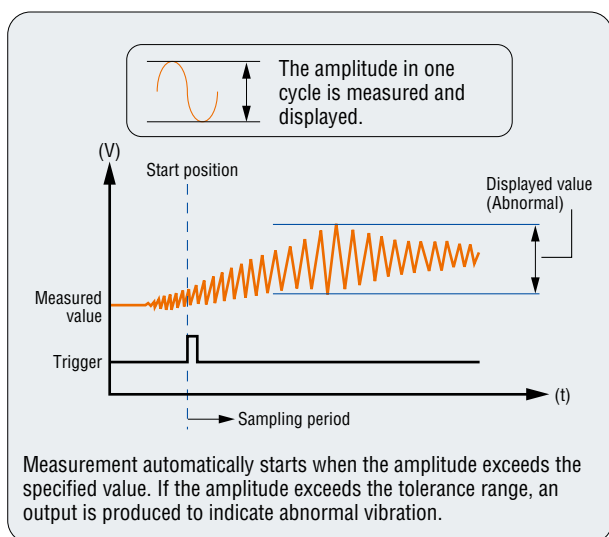 The amplitude in one
cycle is measured and
displayed.
(V)
Start position
Displayed value
(Abnormal)
Measured
value
Trigger
(t)
Sampling period
Measurement automatically starts when the amplitude exceeds the
specified value. If the amplitude exceeds the tolerance range, an
output is produced to indicate abnormal vibration.